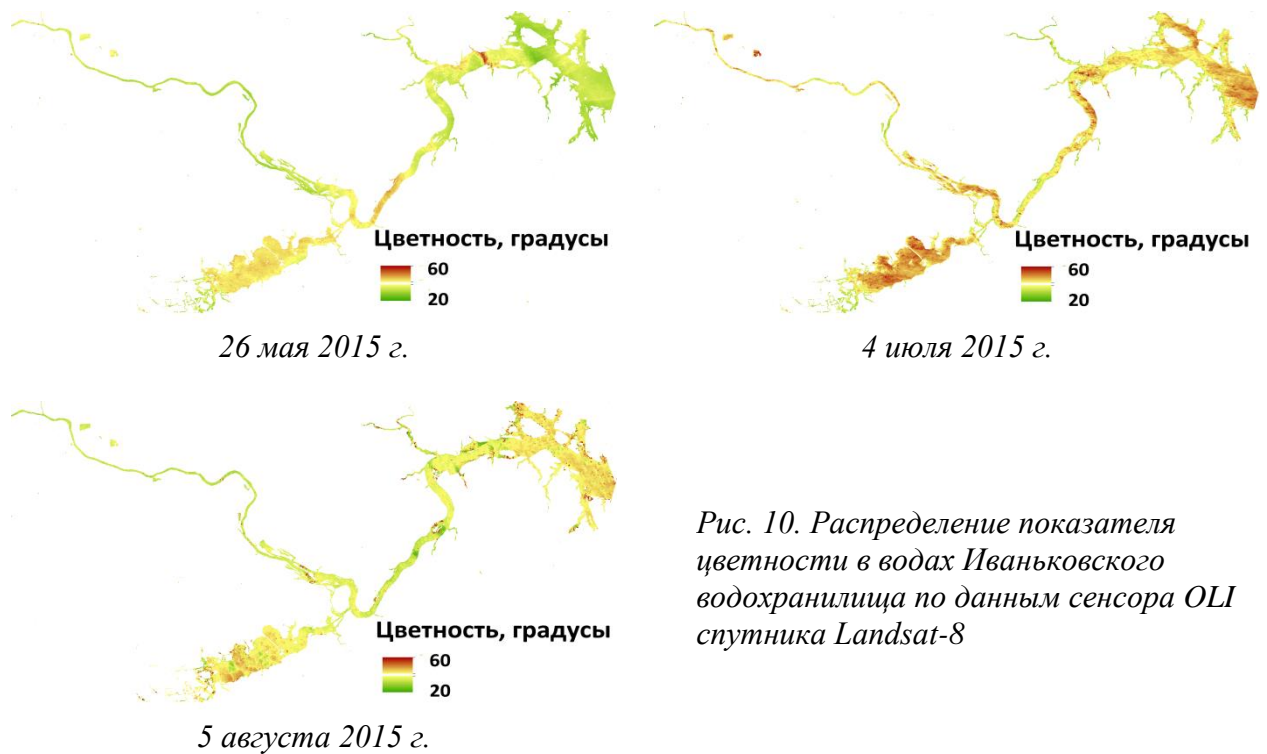 Цветность, градусы
60
20
26 мая 2015 г.
Цветность, градусы
60
20
4 июля 2015 г.
Цветность, градусы
60
20
5 августа 2015 г.
Рис. 10. Распределение показателя
цветности в водах Иваньковского
водохранилища по данным сенсора OLI
спутника Landsat-8